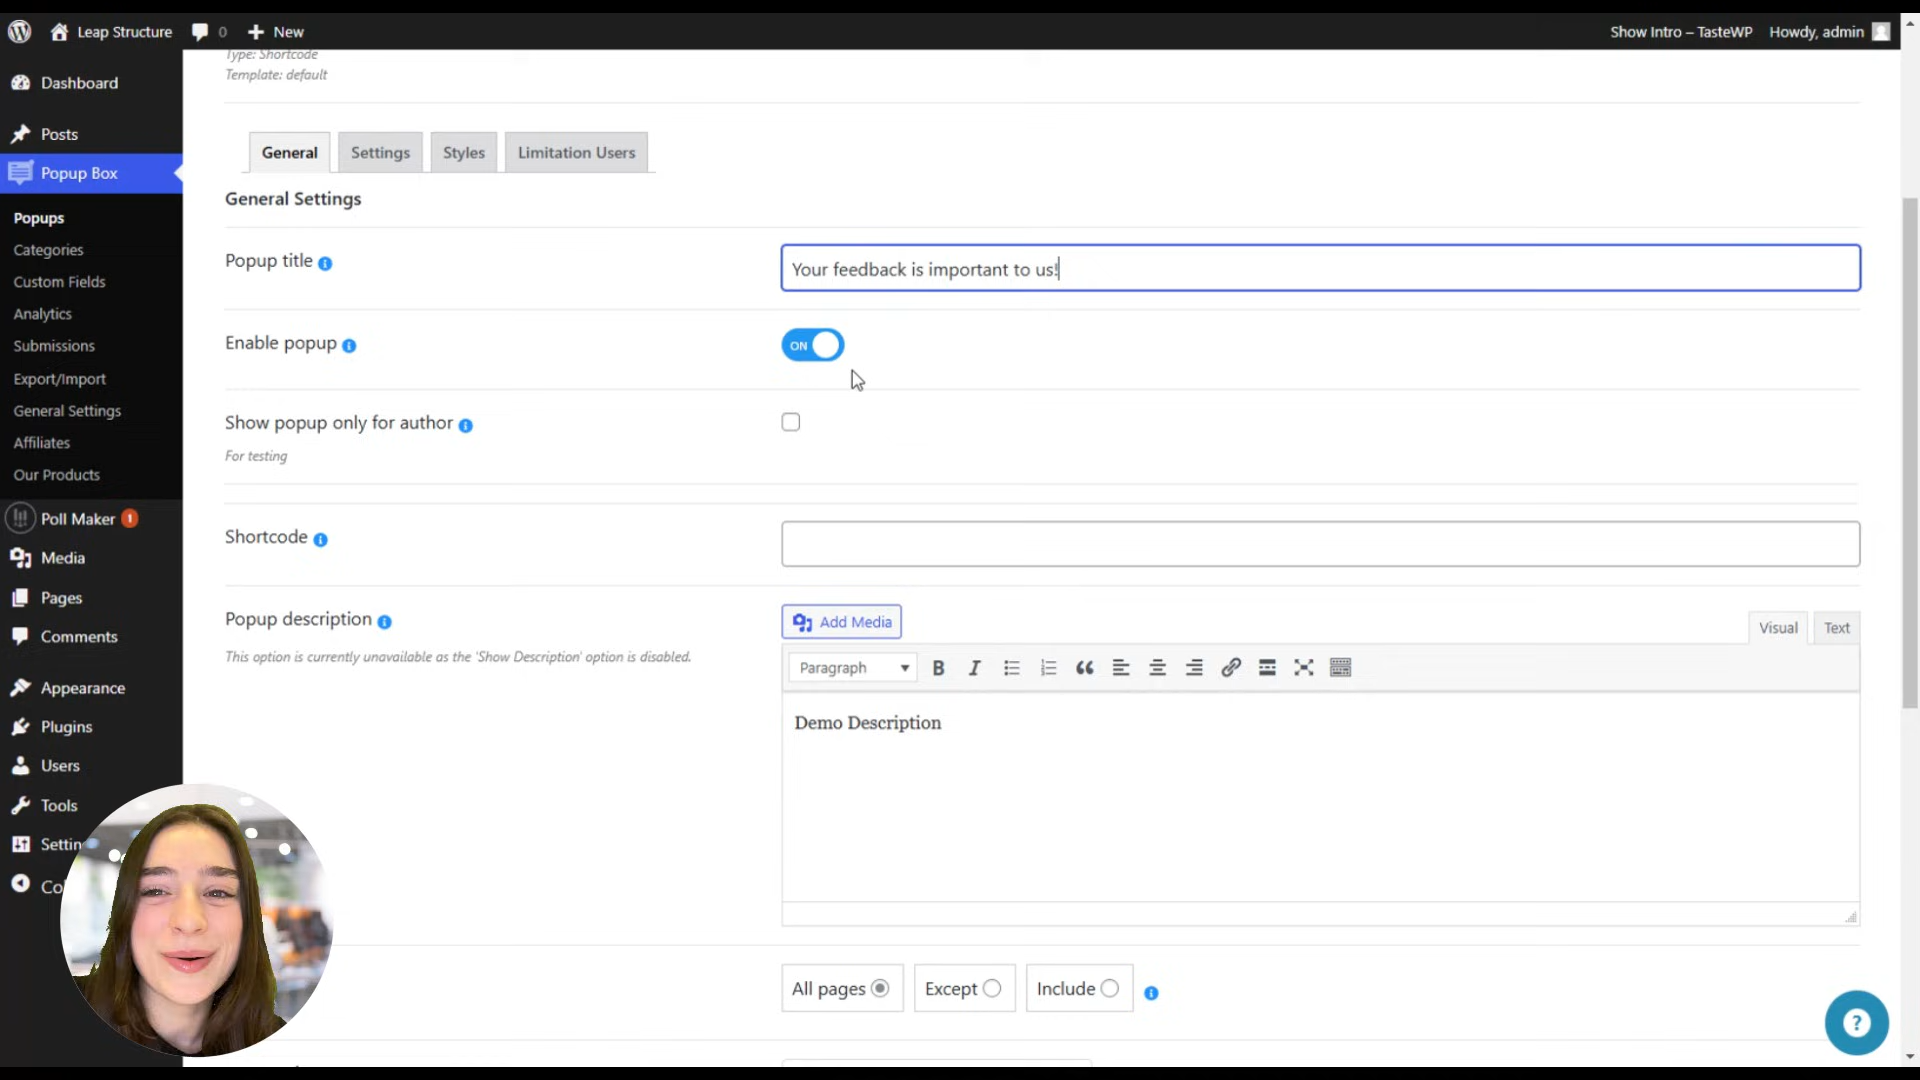 Leap Structure
0
New
Show Intro – TasteWP
Howdy, admin
Dashboard
Posts
Popup Box
Popups
Categories
Custom Fields
Analytics
Submissions
Export/Import
General Settings
Affiliates
Our Products
Poll Maker 1
Media
Pages
Comments
Appearance
Plugins
Users
Tools
Settin
Co
Type: Shortcode
Template: default
General
Settings
Styles
Limitation Users
General Settings
Popup title
Your feedback is important to us!
Enable popup
ON
Show popup only for author
For testing
Shortcode
Popup description
This option is currently unavailable as the 'Show Description' option is disabled.
Add Media
Visual
Text
Paragraph
Demo Description
All pages
Except
Include